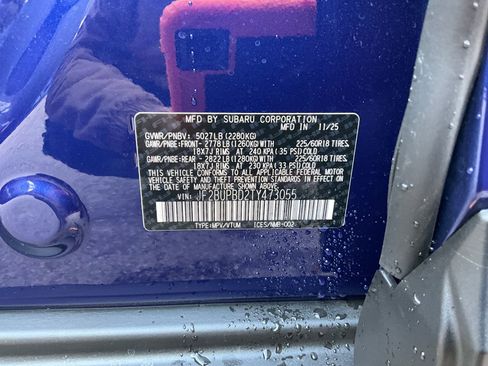 MFD. BY SUBARU CORPORATION
MFD. IN 11/25
GVWR/PNBV: 5027LB(2280KG)
GAWR/PNBE:FRONT- 2778LB(1260KG)WITH 225/60R18 TIRES,
18X7J RIMS AT 240 KPA(35 PSI)COLD
GAWR/PNBE:REAR - 2822LB(1280KG)WITH 225/60R18 TIRES,
18X7J RIMS AT 230 KPA(33 PSI)COLD
THIS VEHICLE CONFORMS TO ALL APPLICABLE FEDERAL MOTOR
VEHICLE SAFETY AND THEFT PREVENTION STANDARDS IN EFFECT ON
THE DATE OF MANUFACTURE SHOWN ABOVE.
VIN: JF2BUPBD2TY473055
TYPE:MPV/VTUM ICES/NMB-002